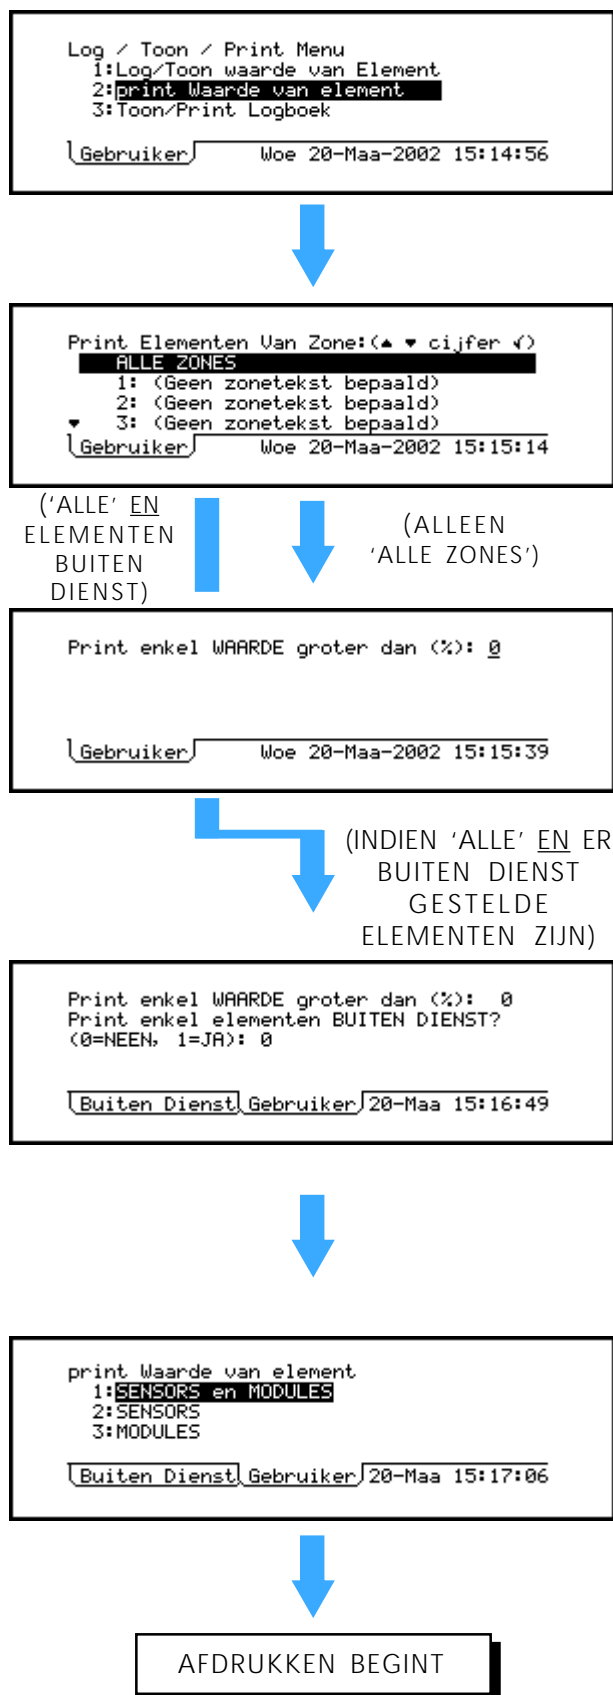 Log / Toon / Print Menu
1:Log/Toon waarde van Element
2:print Waarde van element
3:Toon/Print Logboek
Gebruiker Woe 20-Maa-2002 15:14:56
Print Elementen Van Zone:(▲ ▼ cijfer √)
ALLE ZONES
1: (Geen zonetekst bepaald)
2: (Geen zonetekst bepaald)
▼ 3: (Geen zonetekst bepaald)
Gebruiker Woe 20-Maa-2002 15:15:14
('ALLE' EN
ELEMENTEN
BUITEN
DIENST)
(ALLEEN
'ALLE ZONES')
Print enkel WAARDE groter dan (%): 0
Gebruiker Woe 20-Maa-2002 15:15:39
(INDIEN 'ALLE' EN ER
BUITEN DIENST
GESTELDE
ELEMENTEN ZIJN)
Print enkel WAARDE groter dan (%): 0
Print enkel elementen BUITEN DIENST?
(0=NEEN, 1=JA): 0
Buiten Dienst Gebruiker 20-Maa 15:16:49
print Waarde van element
1:SENSORS en MODULES
2:SENSORS
3:MODULES
Buiten Dienst Gebruiker 20-Maa 15:17:06
AFDRUKKEN BEGINT